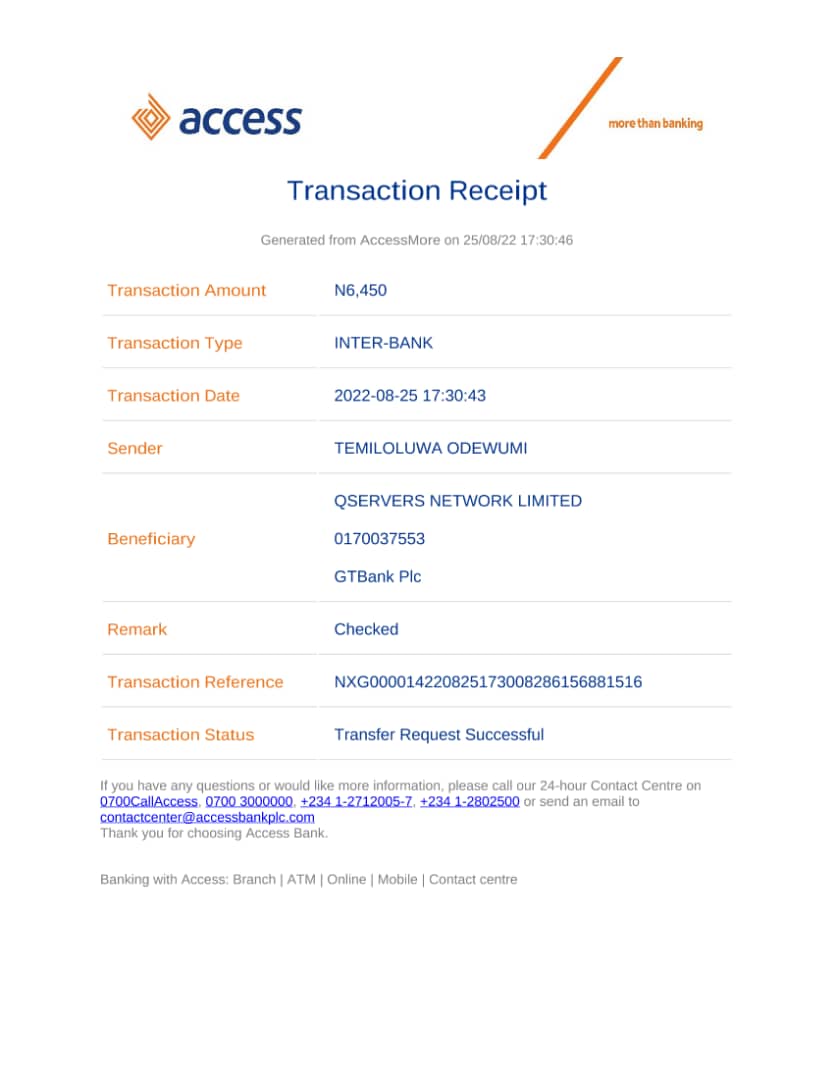 access
more than banking
Transaction Receipt
Generated from AccessMore on 25/08/22 17:30:46
Transaction Amount N6,450
Transaction Type INTER-BANK
Transaction Date 2022-08-25 17:30:43
Sender TEMILOLUWA ODEWUMI
QSERVERS NETWORK LIMITED
Beneficiary 0170037553
GTBank Plc
Remark Checked
Transaction Reference NXG000014220825173008286156881516
Transaction Status Transfer Request Successful
If you have any questions or would like more information, please call our 24-hour Contact Centre on
0700CallAccess, 0700 3000000, +234 1-2712005-7, +234 1-2802500 or send an email to
contactcenter@accessbankplc.com
Thank you for choosing Access Bank.
Banking with Access: Branch | ATM | Online | Mobile | Contact centre